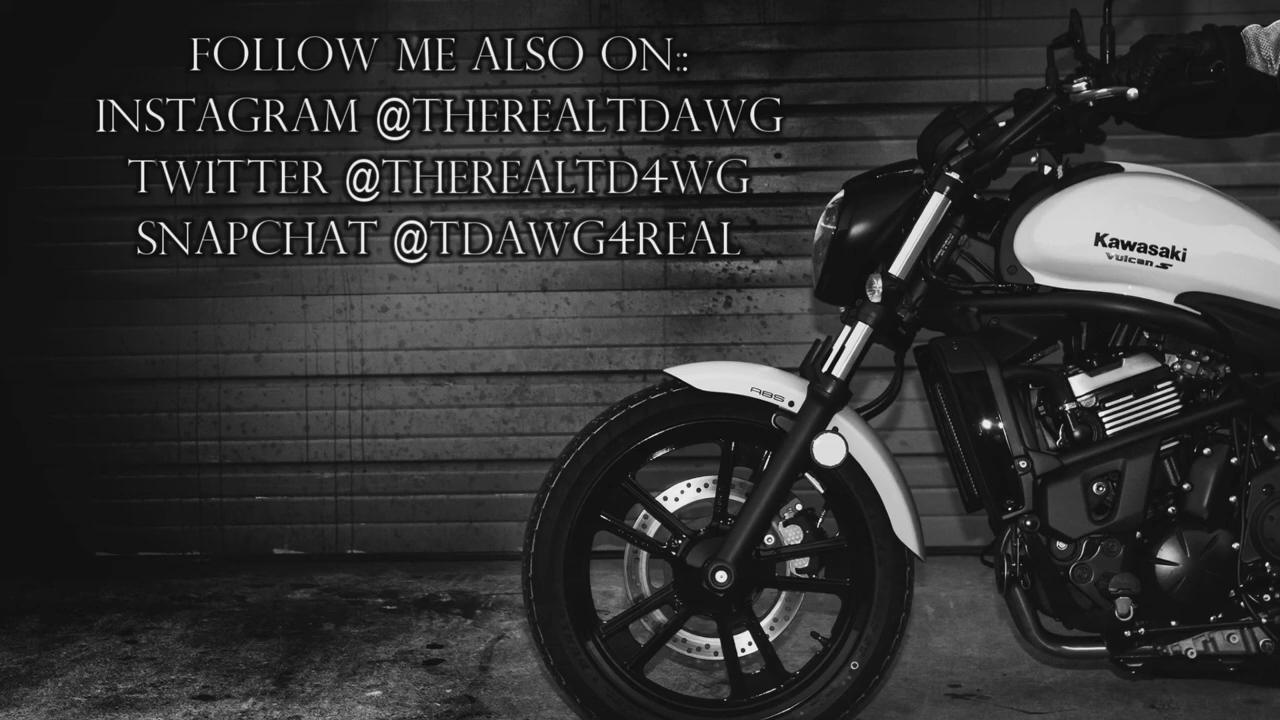 FOLLOW ME ALSO ON::
INSTAGRAM @THEREALTDAWG
TWITTER @THEREALTD4WG
SNAPCHAT @TDAWG4REAL
Kawasaki
Vulcan S
ABS